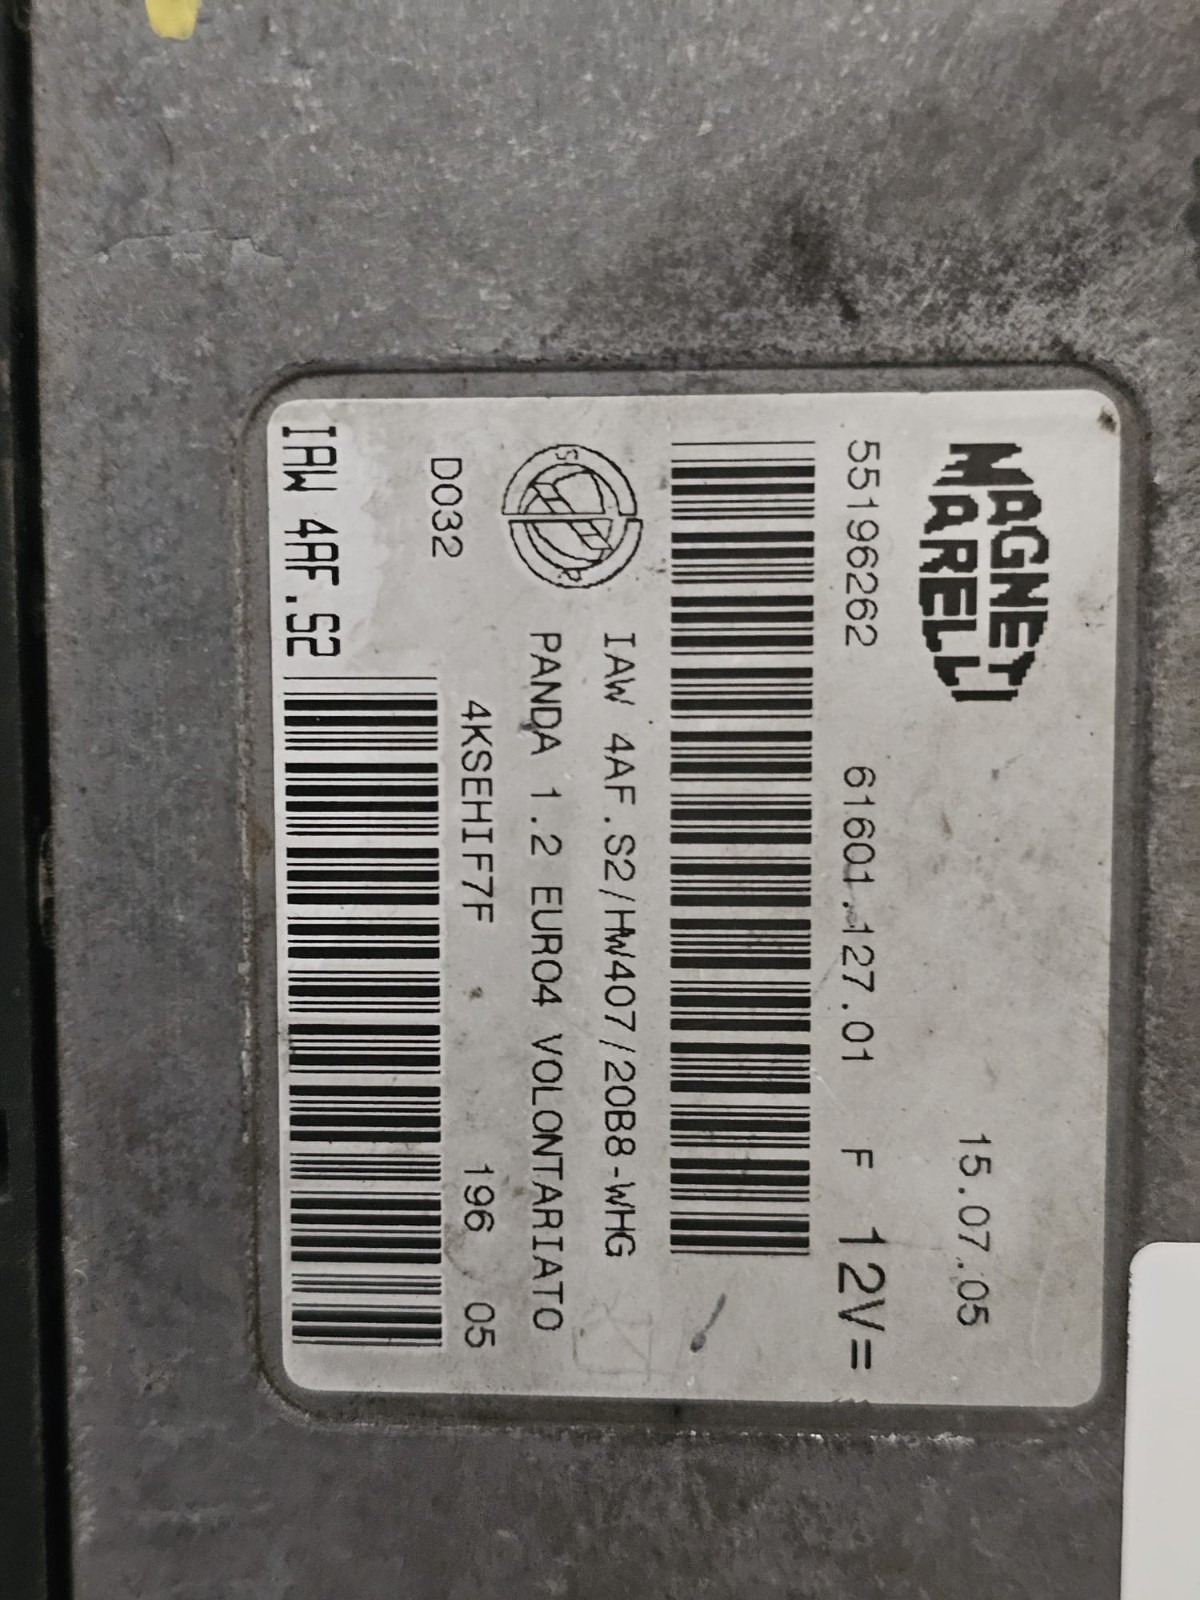 MAGNETI
MARELLI
15.07.05
55196262 61601.127.01 F 12V=
IAW 4AF.S2/HW407/20B8-WHG
PANDA 1.2 EURO4 VOLONTARIATO
D032 4KSEHIF7F 196 05
IAW 4AF.S2